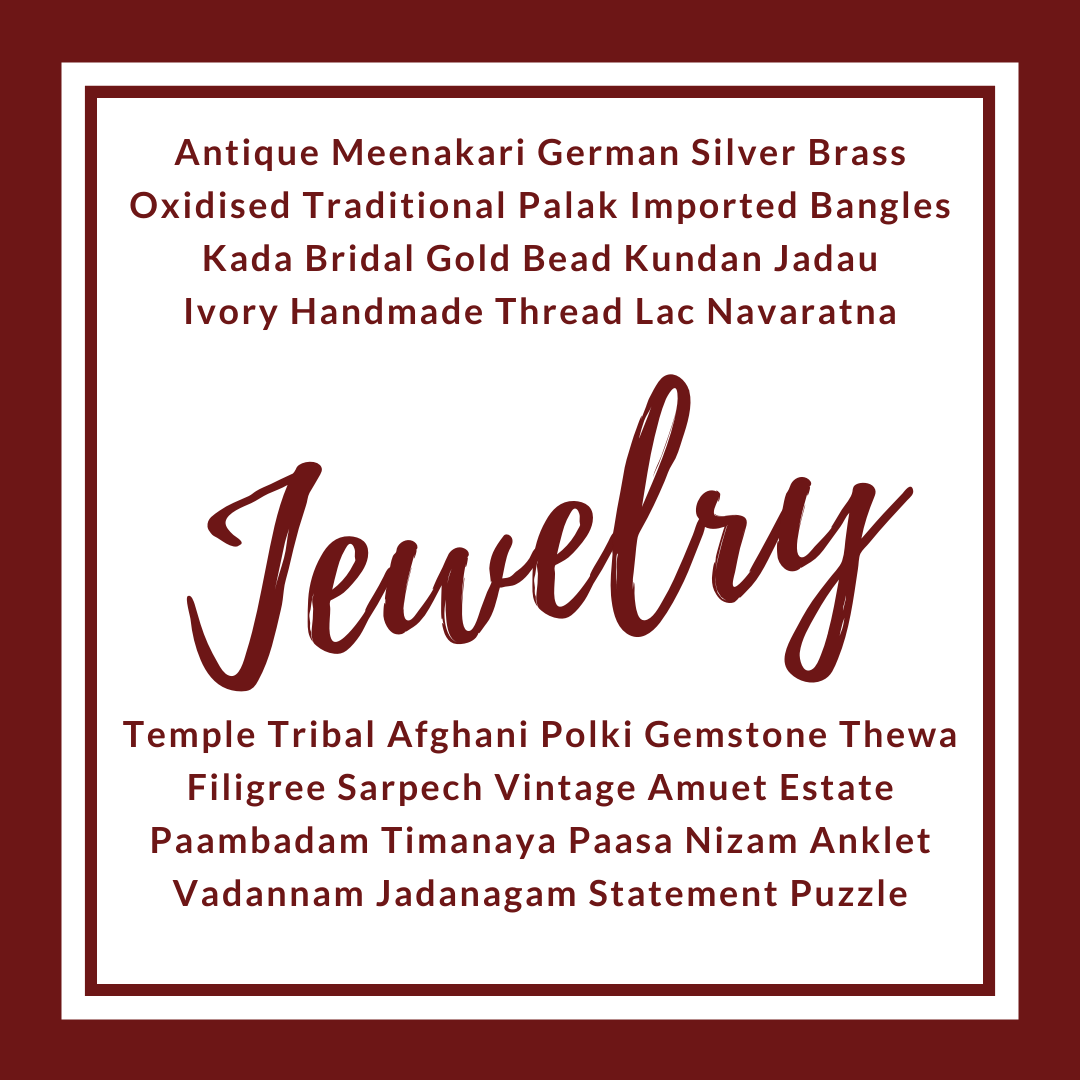 Antique Meenakari German Silver Brass
Oxidised Traditional Palak Imported Bangles
Kada Bridal Gold Bead Kundan Jadau
Ivory Handmade Thread Lac Navaratna
Jewelry
Temple Tribal Afghani Polki Gemstone Thewa
Filigree Sarpech Vintage Amuet Estate
Paambadam Timanaya Paasa Nizam Anklet
Vadannam Jadanagam Statement Puzzle